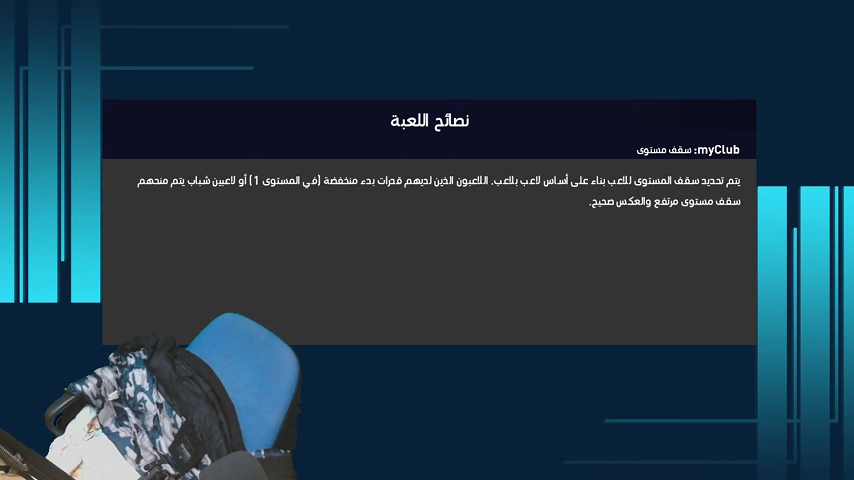 نصائح اللعبة
myClub: سقف مستوى
يتم تحديد سقف المستوى للاعب بناء على أساس لاعب بلاعب. اللاعبون الذين لديهم قدرات بدء منخفضة (في المستوى 1) أو لاعبين شباب يتم منحهم
سقف مستوى مرتفع والعكس صحيح.